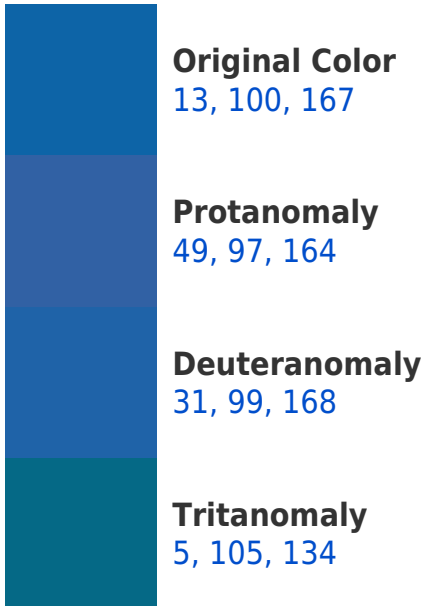 Original Color
13, 100, 167
Protanomaly
49, 97, 164
Deuteranomaly
31, 99, 168
Tritanomaly
5, 105, 134